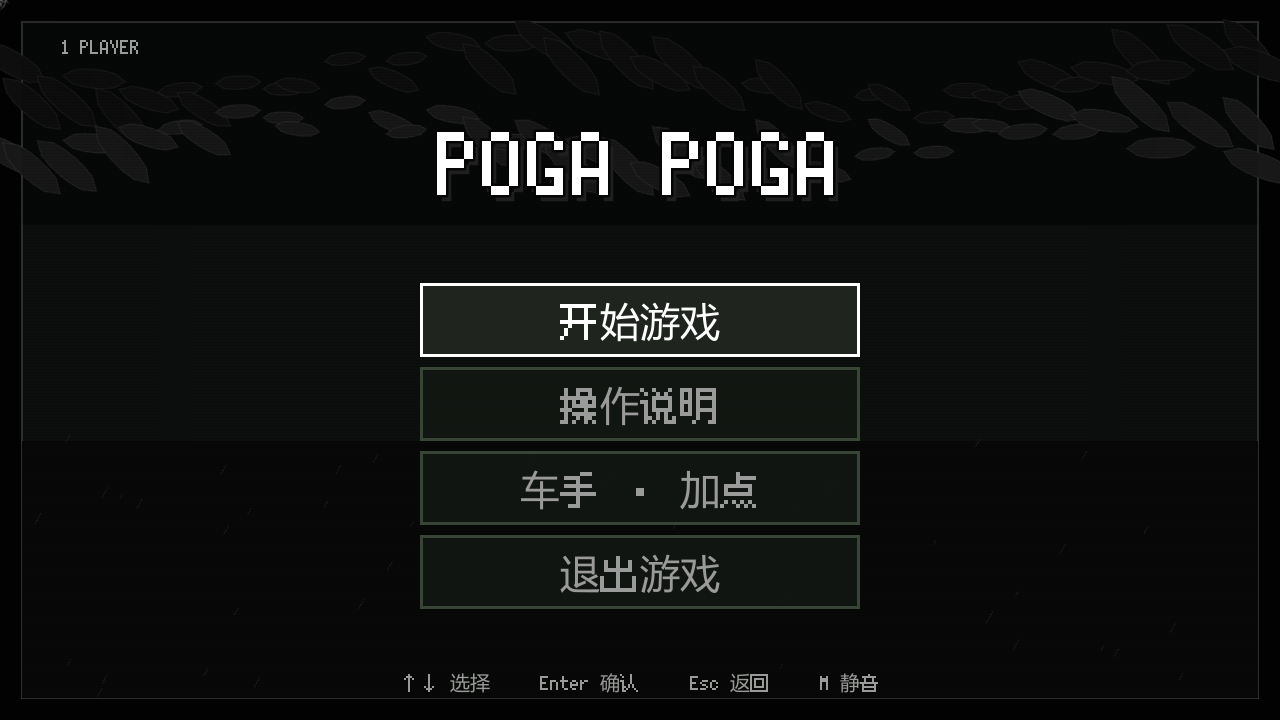 1 PLAYER
POGA POGA
开始游戏
操作说明
车手 · 加点
退出游戏
↑↓ 选择 Enter 确认 Esc 返回 M 静音